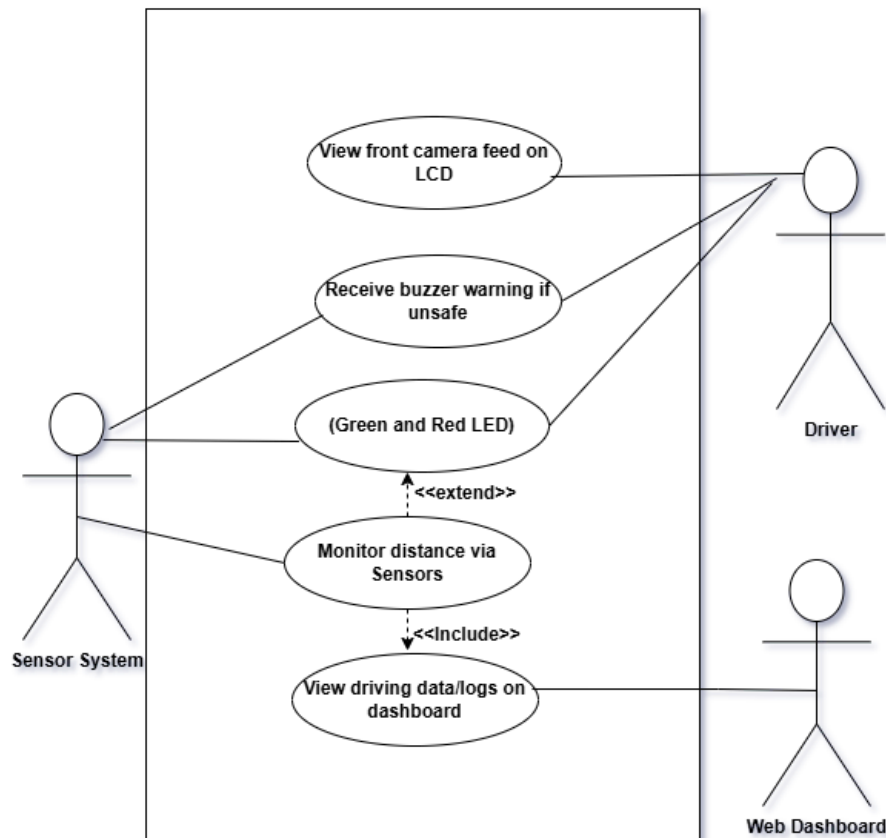 View front camera feed on
LCD
Receive buzzer warning if
unsafe
(Green and Red LED)
Driver
<<extend>>
Monitor distance via
Sensors
<<Include>>
Sensor System
View driving data/logs on
dashboard
Web Dashboard